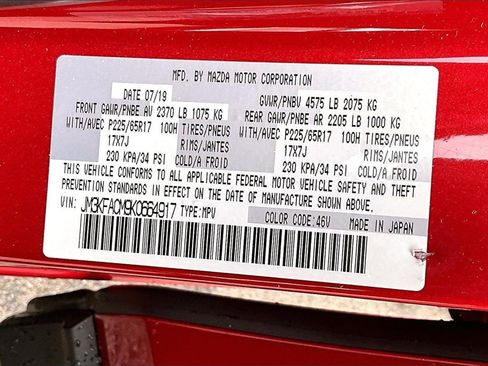 MFD. BY MAZDA MOTOR CORPORATION
DATE 07/19 GVWR/PNBV 4575 LB 2075 KG
FRONT GAWR/PNBE AV 2370 LB 1075 KG REAR GAWR/PNBE AR 2205 LB 1000 KG
WITH/AVEC P225/65R17 100H TIRES/PNEUS WITH/AVEC P225/65R17 100H TIRES/PNEUS
17X7J RIMS/JANTES 17X7J RIMS/JANTES
230 KPA/34 PSI COLD/A FROID 230 KPA/34 PSI COLD/A FROID
THIS VEHICLE CONFORMS TO ALL APPLICABLE FEDERAL MOTOR VEHICLE SAFETY AND THEFT
PREVENTION STANDARDS IN EFFECT ON THE DATE OF MANUFACTURE SHOWN ABOVE.
VIN: JM3KFACM9K0664917 TYPE:MPV COLOR CODE:46V MADE IN JAPAN